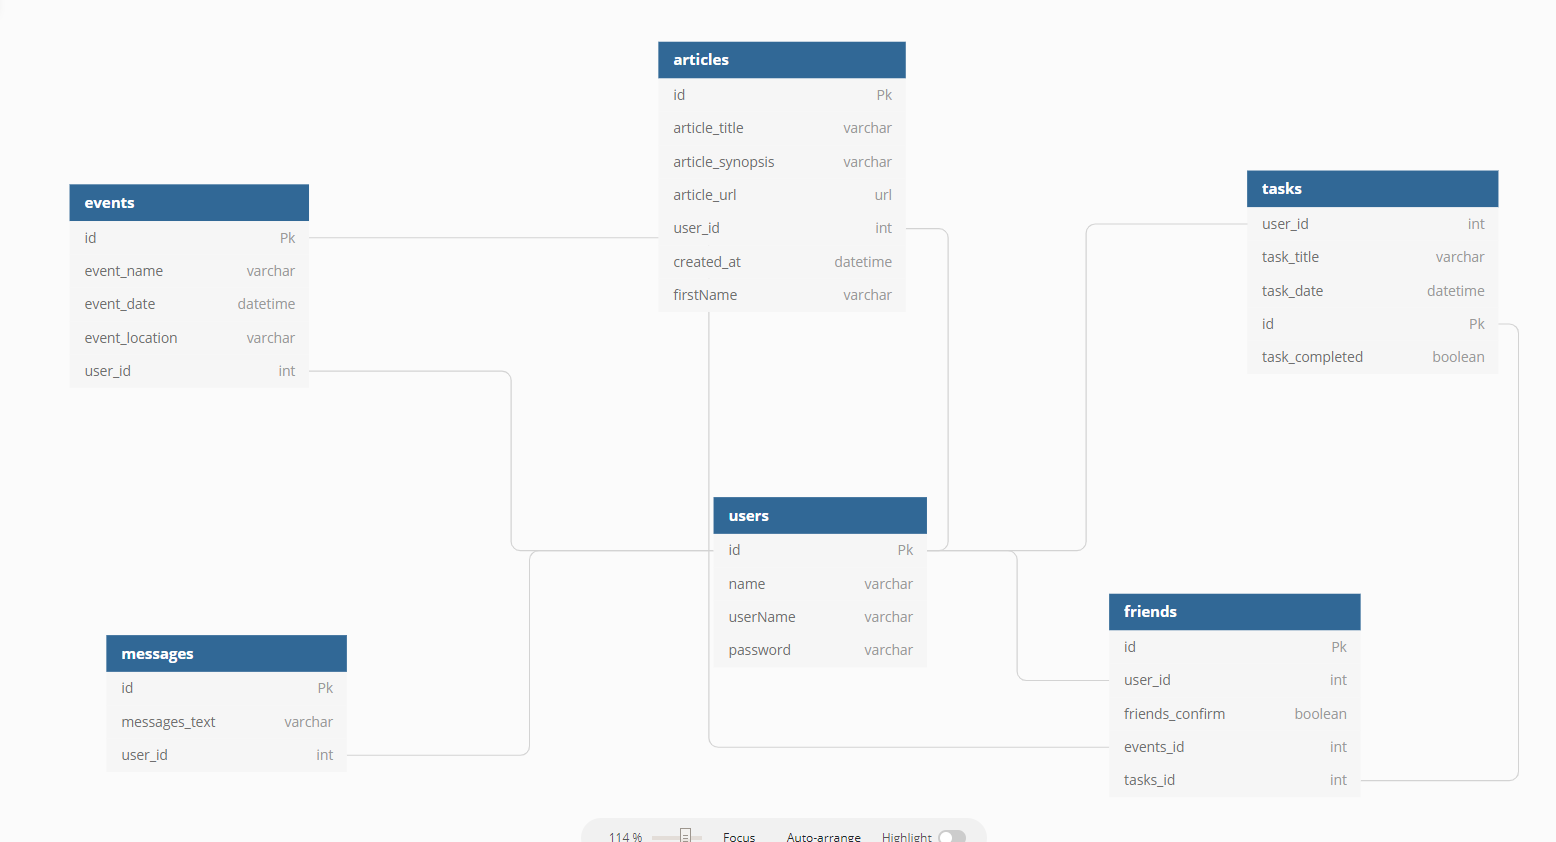 articles
id Pk
article_title varchar
article_synopsis varchar
article_url url
user_id int
created_at datetime
firstName varchar
events
id Pk
event_name varchar
event_date datetime
event_location varchar
user_id int
tasks
user_id int
task_title varchar
task_date datetime
id Pk
task_completed boolean
users
id Pk
name varchar
userName varchar
password varchar
messages
id Pk
messages_text varchar
user_id int
friends
id Pk
user_id int
friends_confirm boolean
events_id int
tasks_id int
114 % Focus Auto-arrange Highlight